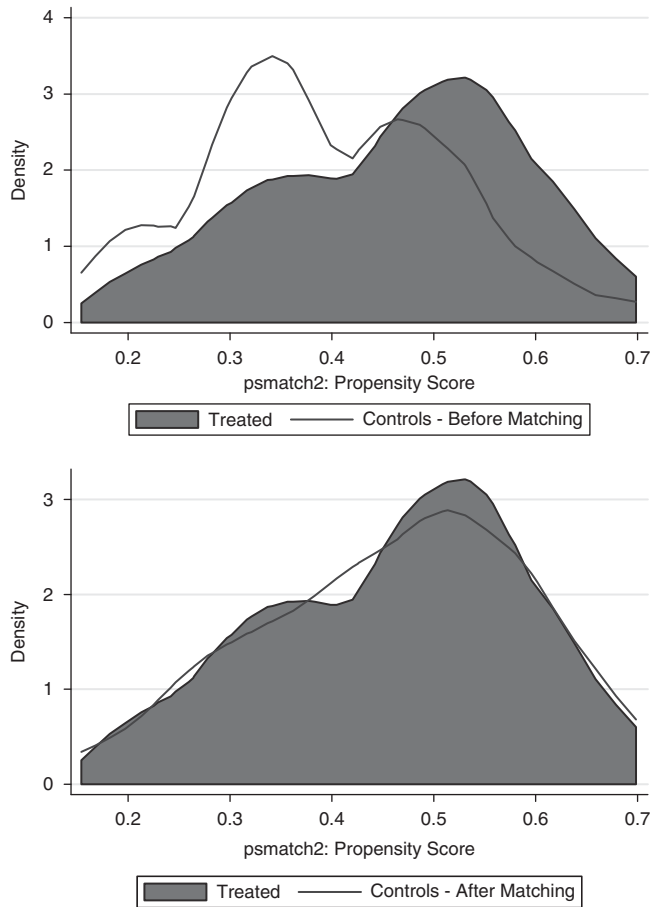 4
3
2
1
0
Density
0.2 0.3 0.4 0.5 0.6 0.7
psmatch2: Propensity Score
Treated Controls - Before Matching
3
2
1
0
Density
0.2 0.3 0.4 0.5 0.6 0.7
psmatch2: Propensity Score
Treated Controls - After Matching